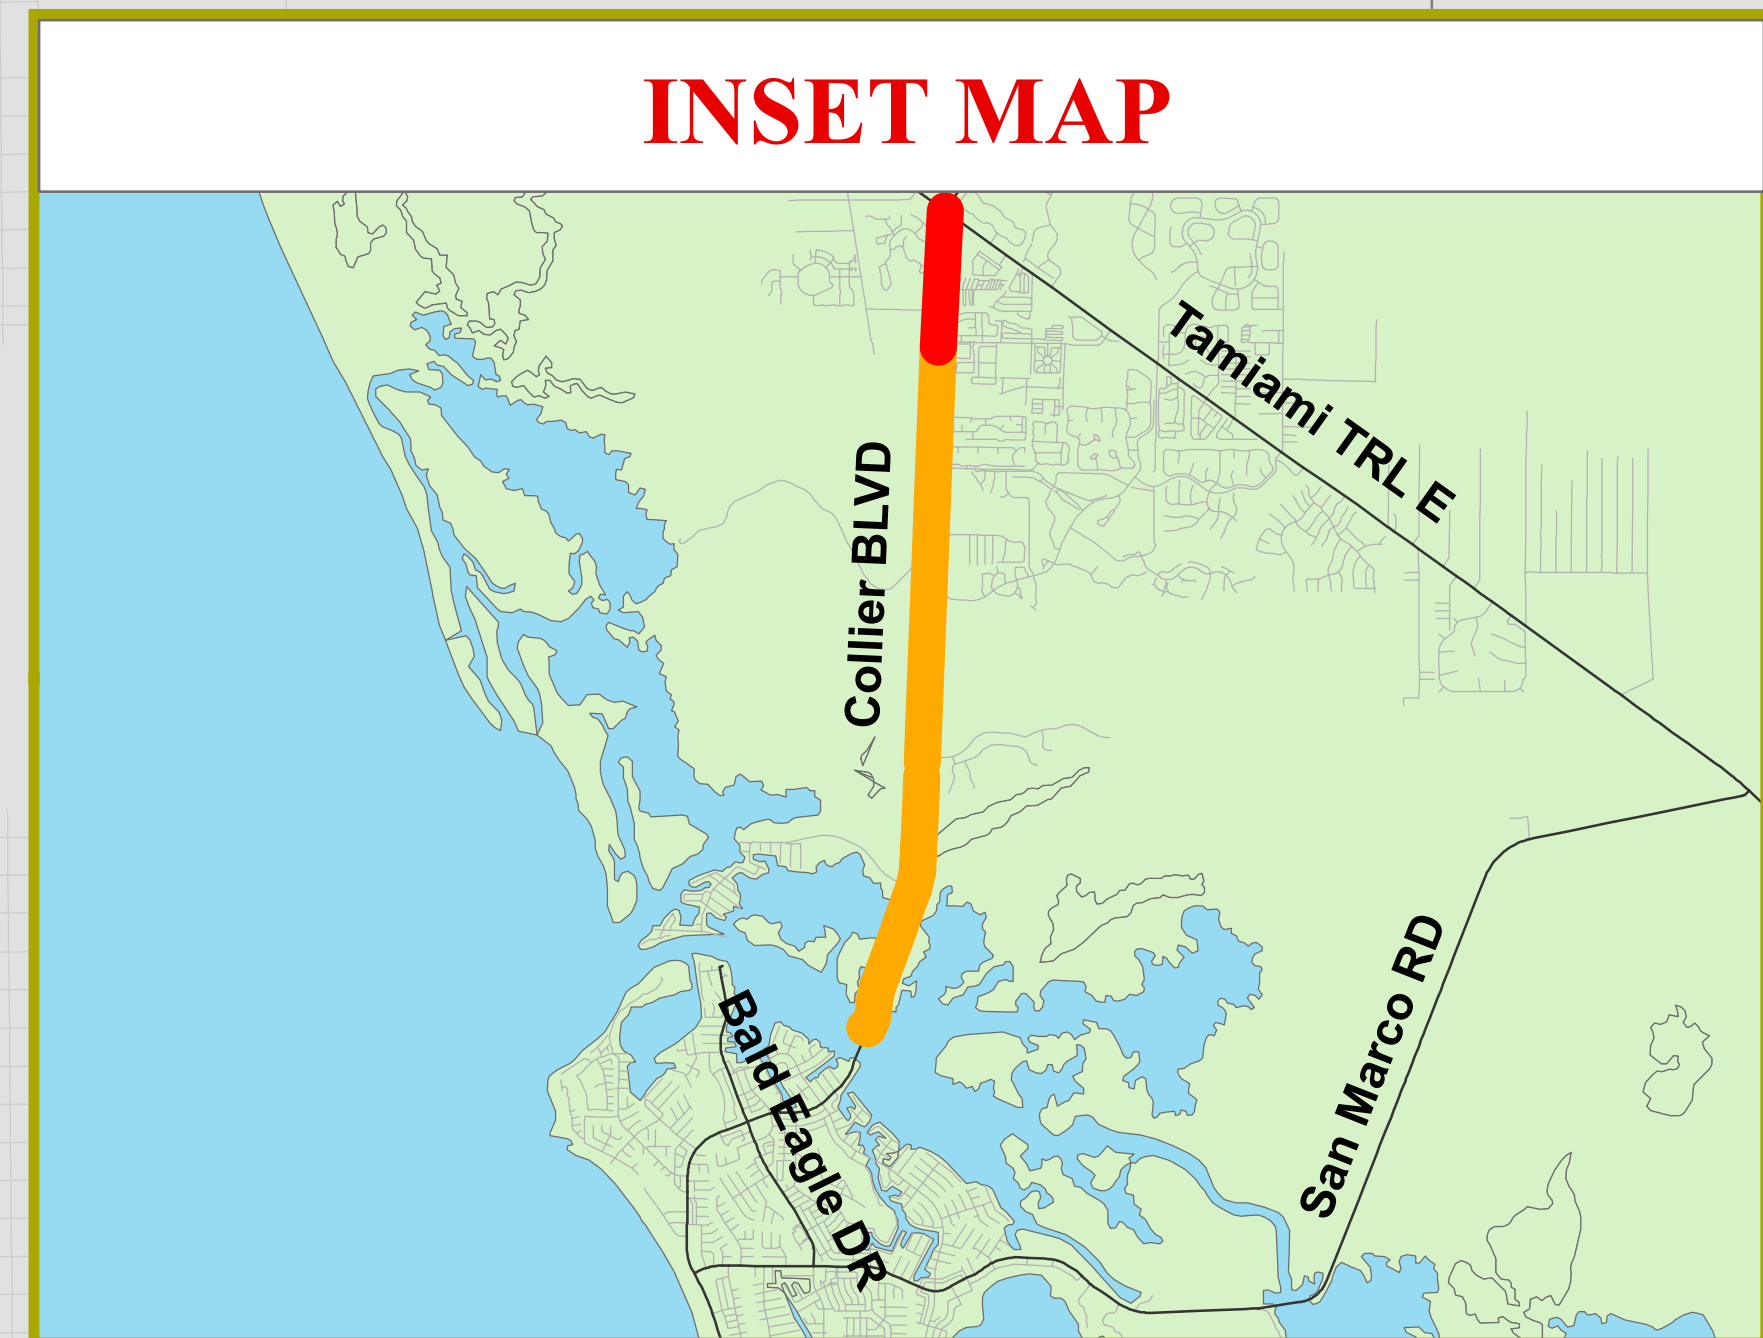 INSET MAP
Tamiami TRL E
Collier BLVD
San Marco RD
Bald Eagle DR